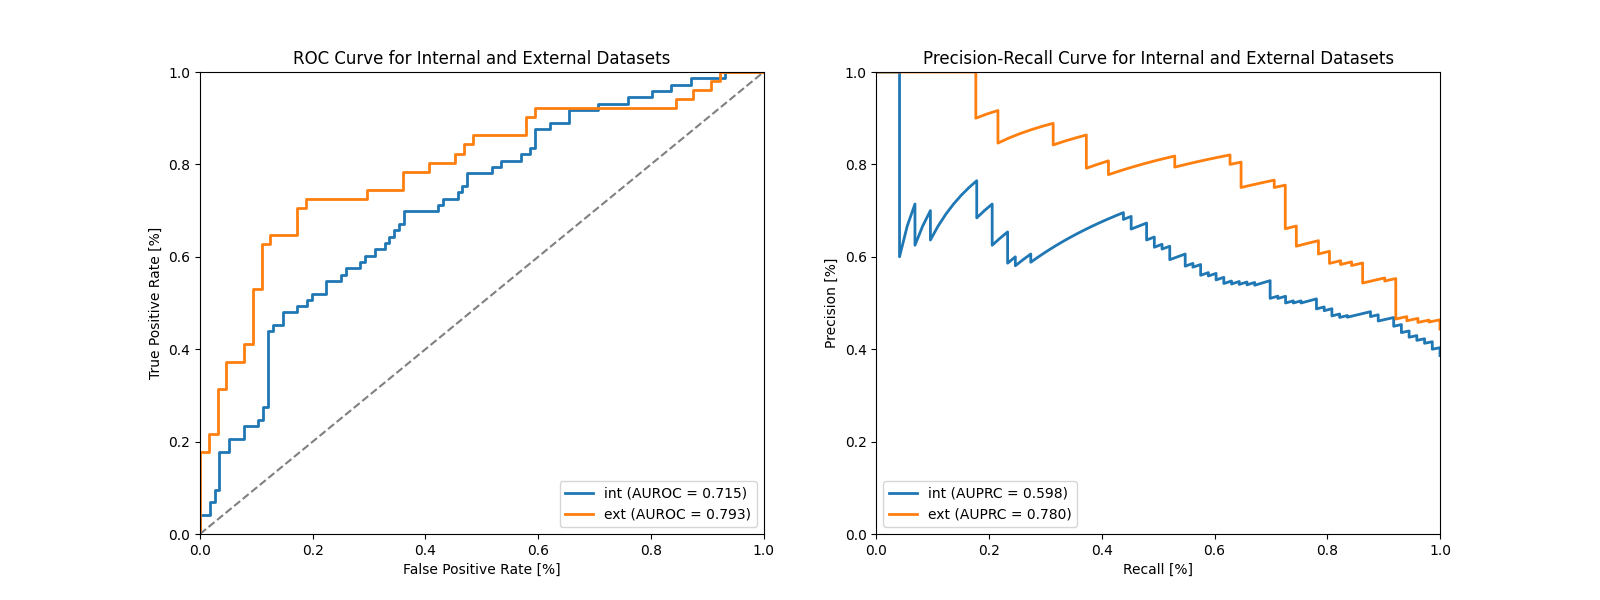 ROC Curve for Internal and External Datasets
1.0
0.8
0.6
0.4
0.2
0.0
True Positive Rate [%]
int (AUROC = 0.715)
ext (AUROC = 0.793)
0.0 0.2 0.4 0.6 0.8 1.0
False Positive Rate [%]
Precision-Recall Curve for Internal and External Datasets
1.0
0.8
0.6
0.4
0.2
0.0
Precision [%]
int (AUPRC = 0.598)
ext (AUPRC = 0.780)
0.0 0.2 0.4 0.6 0.8 1.0
Recall [%]